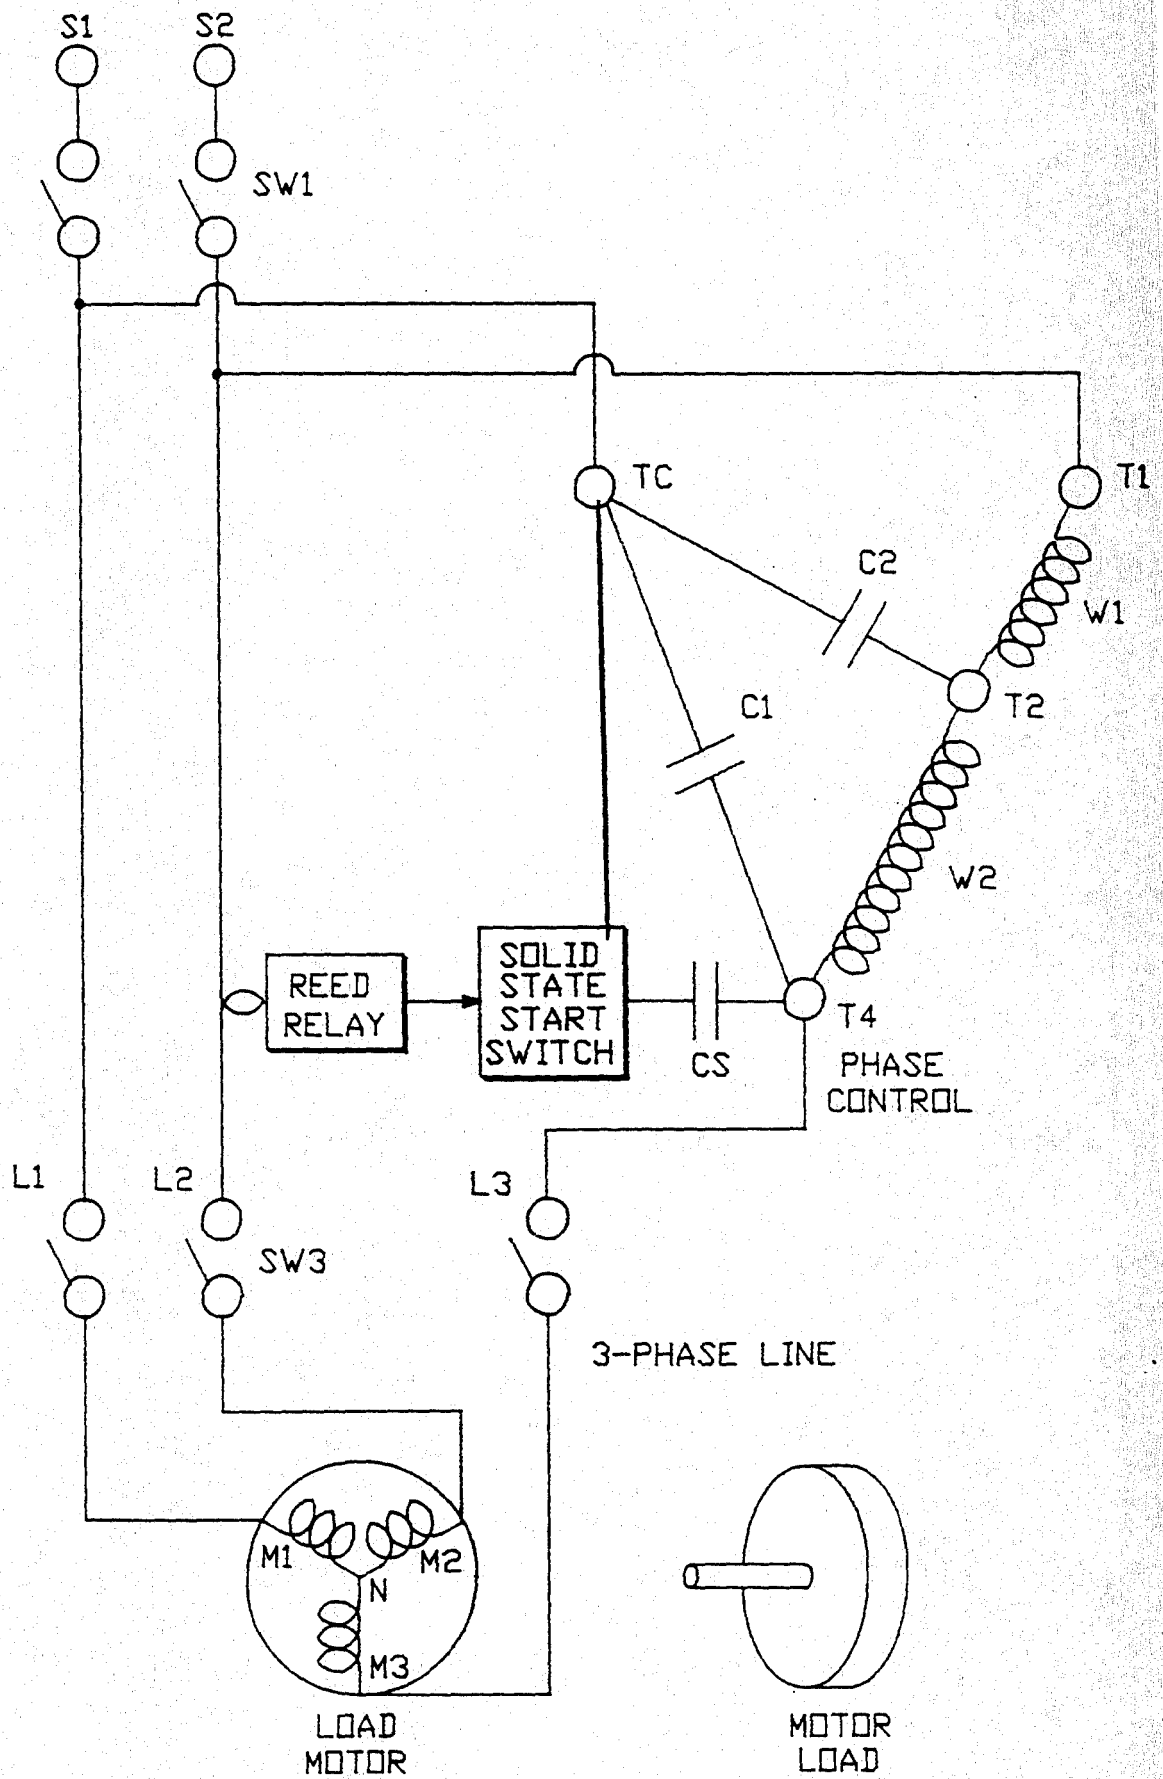 S1
S2
SW1
TC
T1
C2
W1
T2
C1
W2
REED
RELAY
SOLID
STATE
START
SWITCH
CS
T4
PHASE
CONTROL
L1
L2
L3
SW3
3-PHASE LINE
M1
M2
N
M3
LOAD
MOTOR
MOTOR
LOAD